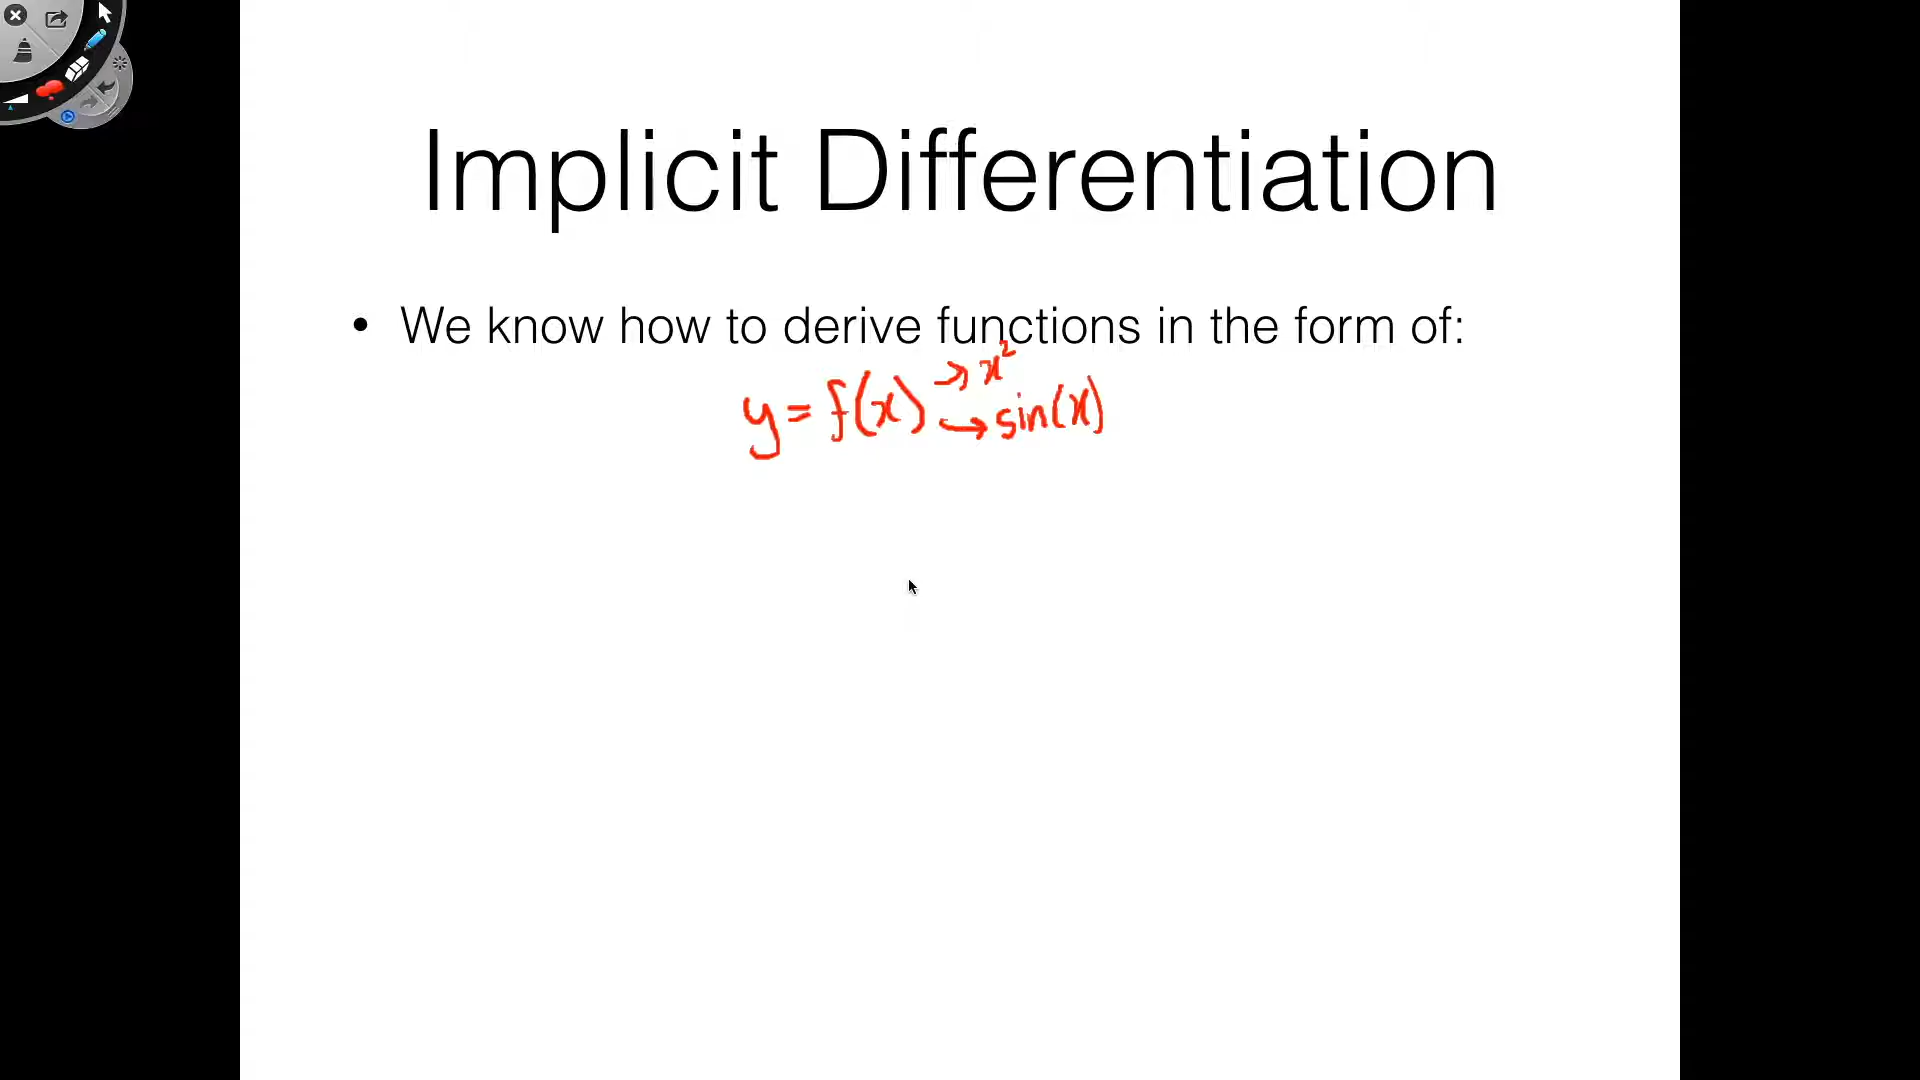 Implicit Differentiation
• We know how to derive functions in the form of:
y = f(x) → x²
→ sin(x)